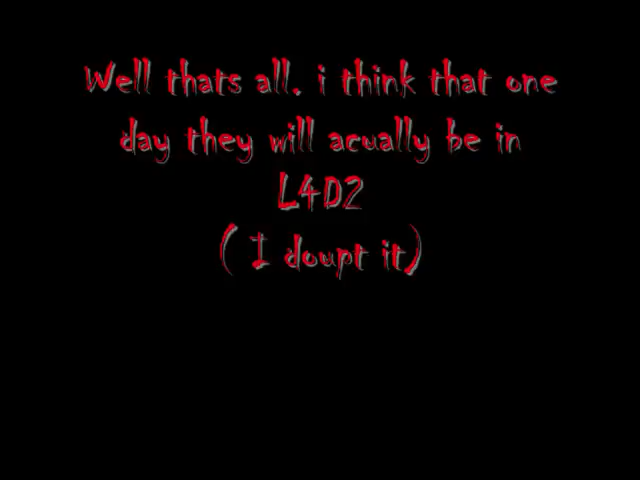 Well thats all. i think that one
day they will acually be in
L4D2
( I doupt it)